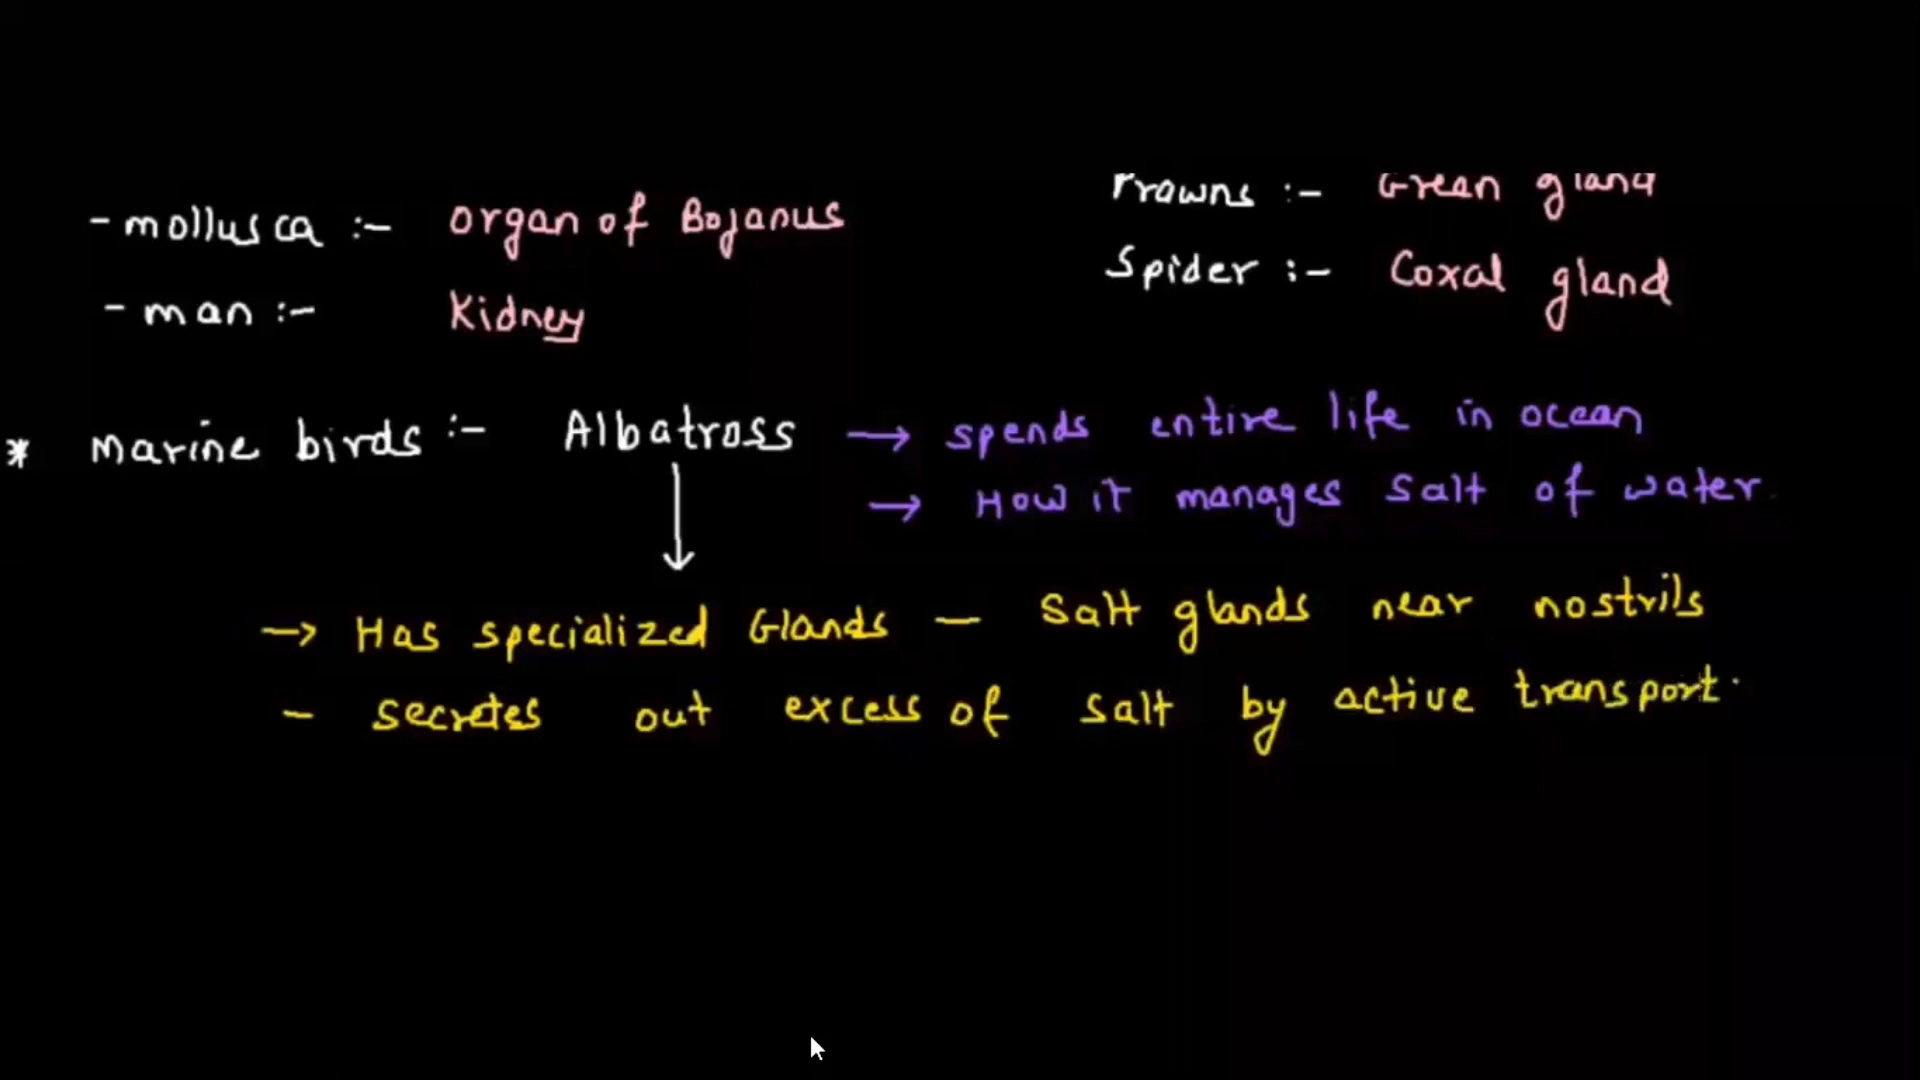 - mollusca :- organ of Bojanus
- man :- Kidney
Prawns :- Green gland
Spider :- Coxal gland
* Marine birds :- Albatross → spends entire life in ocean
→ How it manages salt of water.
→ Has specialized Glands - Salt glands near nostrils
- secretes out excess of salt by active transport.